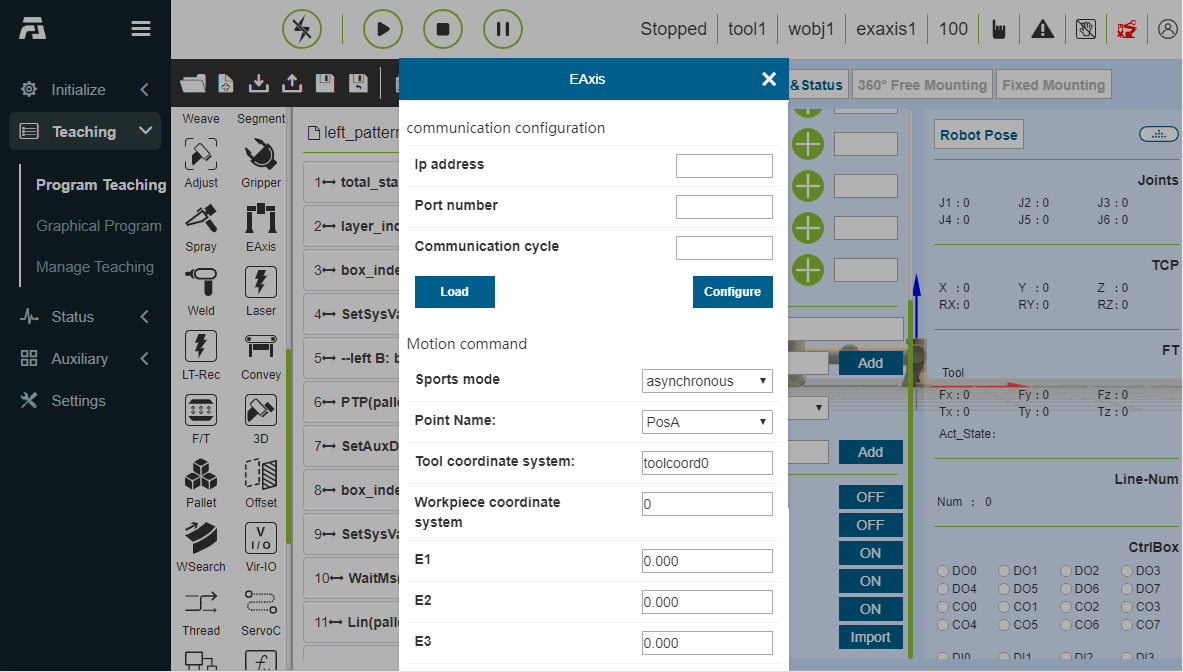 Stopped tool1 wobj1 exaxis1 100
Initialize
Teaching
Program Teaching
Graphical Program
Manage Teaching
Status
Auxiliary
Settings
Weave Segment
Adjust Gripper
Spray EAxis
Weld Laser
LT-Rec Convey
F/T 3D
Pallet Offset
WSearch Vir-IO
Thread ServoC
left_pattern
1 total_sta
2 layer_ind
3 box_inde
4 SetSysVa
5 --left B: b
6 PTP(palle
7 SetAuxD
8 box_inde
9 SetSysVa
10 WaitMs(
11 Lin(palle
EAxis
communication configuration
Ip address
Port number
Communication cycle
Load Configure
Motion command
Sports mode asynchronous
Point Name: PosA
Tool coordinate system: toolcoord0
Workpiece coordinate
system
0
E1 0.000
E2 0.000
E3 0.000
& Status 360° Free Mounting Fixed Mounting
Add
Add
OFF
OFF
ON
ON
ON
Import
Robot Pose
Joints
J1 : 0 J2 : 0 J3 : 0
J4 : 0 J5 : 0 J6 : 0
TCP
X : 0 Y : 0 Z : 0
RX: 0 RY: 0 RZ: 0
FT
Tool
Fx : 0 Fy : 0 Fz : 0
Tx : 0 Ty : 0 Tz : 0
Act_State:
Line-Num
Num : 0
CtrlBox
DO0 DO1 DO2 DO3
DO4 DO5 DO6 DO7
CO0 CO1 CO2 CO3
CO4 CO5 CO6 CO7
DI0 DI1 DI2 DI3